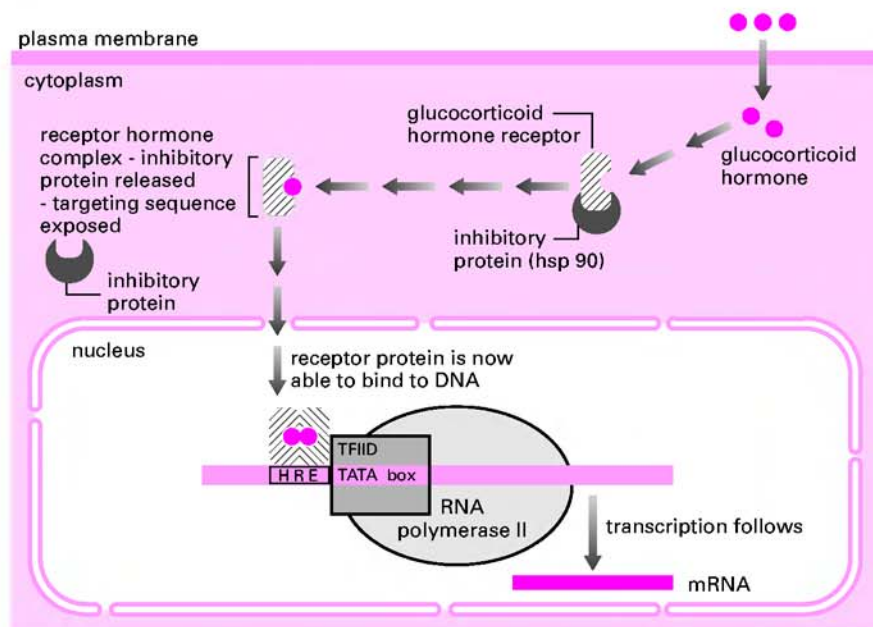 plasma membrane
cytoplasm
receptor hormone
complex - inhibitory
protein released
- targeting sequence
exposed
inhibitory
protein
glucocorticoid
hormone receptor
inhibitory
protein (hsp 90)
glucocorticoid
hormone
nucleus
receptor protein is now
able to bind to DNA
TFIID
HRE
TATA box
RNA
polymerase II
transcription follows
mRNA